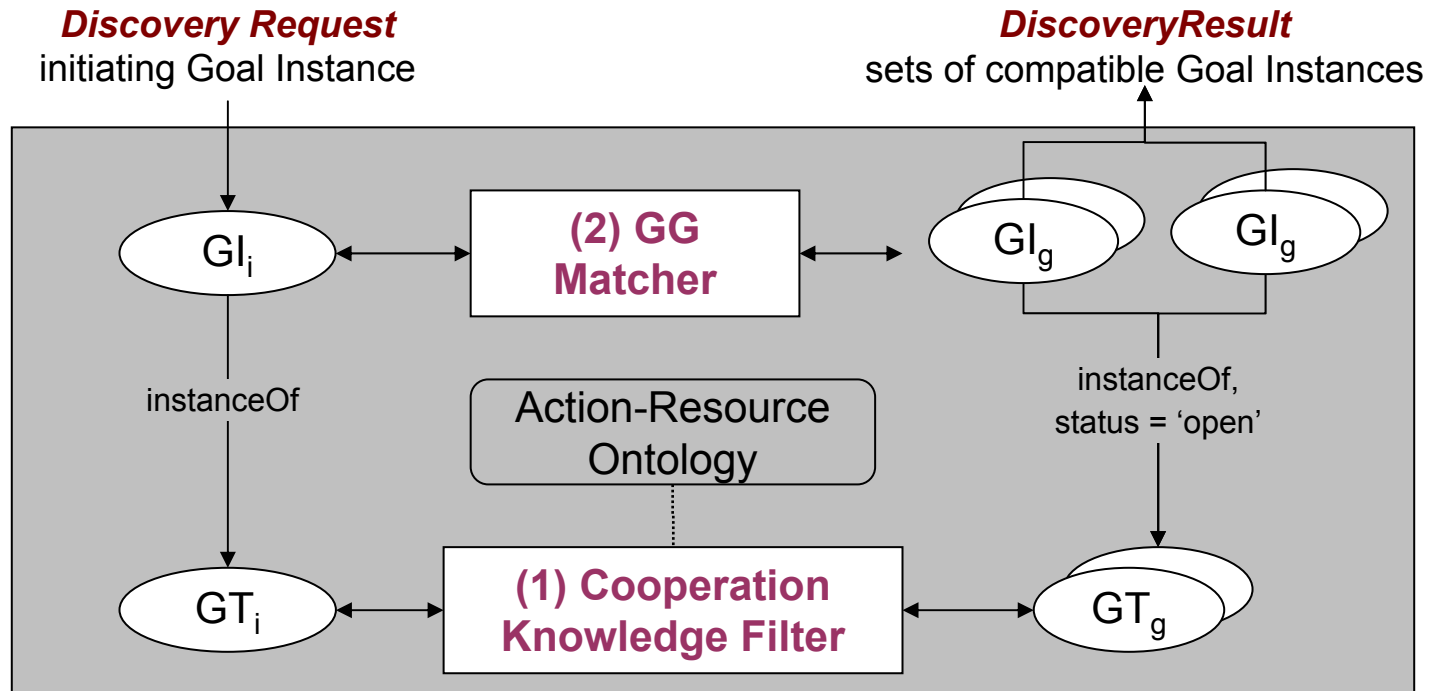 Discovery Request
initiating Goal Instance
DiscoveryResult
sets of compatible Goal Instances
GIi
(2) GG
Matcher
GIg
GIg
instanceOf
Action-Resource
Ontology
instanceOf,
status = ‘open’
GTi
(1) Cooperation
Knowledge Filter
GTg